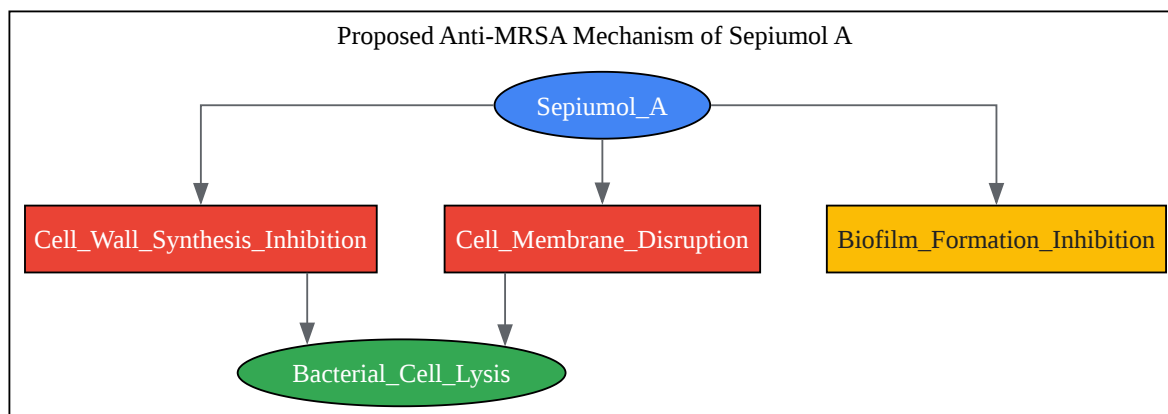 Proposed Anti-MRSA Mechanism of Sepiumol A
Sepiumol_A
Cell_Wall_Synthesis_Inhibition
Cell_Membrane_Disruption
Biofilm_Formation_Inhibition
Bacterial_Cell_Lysis